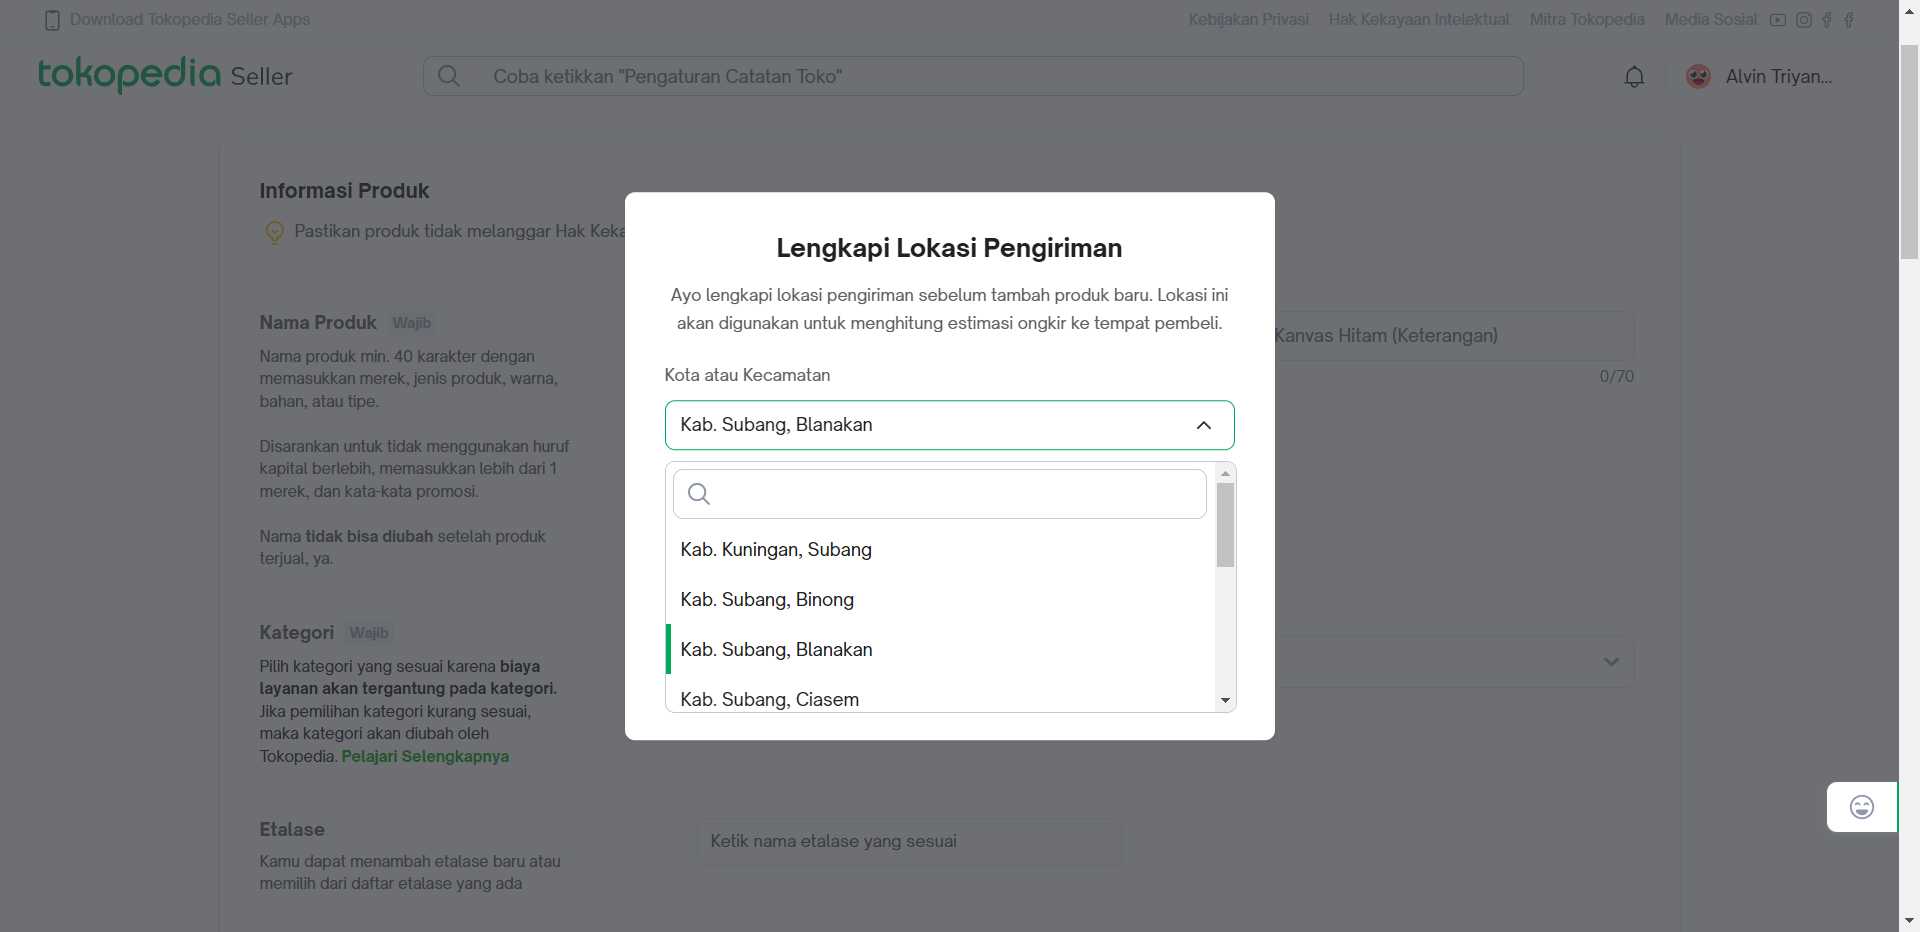 Download Tokopedia Seller Apps
Kebijakan Privasi Hak Kekayaan Intelektual Mitra Tokopedia Media Sosial
tokopedia Seller
Coba ketikkan "Pengaturan Catatan Toko"
Alvin Triyan...
Informasi Produk
Pastikan produk tidak melanggar Hak Keka
Nama Produk Wajib
Nama produk min. 40 karakter dengan
memasukkan merek, jenis produk, warna,
bahan, atau tipe.
Disarankan untuk tidak menggunakan huruf
kapital berlebih, memasukkan lebih dari 1
merek, dan kata-kata promosi.
Nama tidak bisa diubah setelah produk
terjual, ya.
Kanvas Hitam (Keterangan)
0/70
Kategori Wajib
Pilih kategori yang sesuai karena biaya
layanan akan tergantung pada kategori.
Jika pemilihan kategori kurang sesuai,
maka kategori akan diubah oleh
Tokopedia. Pelajari Selengkapnya
Etalase
Kamu dapat menambah etalase baru atau
memilih dari daftar etalase yang ada
Ketik nama etalase yang sesuai
Lengkapi Lokasi Pengiriman
Ayo lengkapi lokasi pengiriman sebelum tambah produk baru. Lokasi ini
akan digunakan untuk menghitung estimasi ongkir ke tempat pembeli.
Kota atau Kecamatan
Kab. Subang, Blanakan
Kab. Kuningan, Subang
Kab. Subang, Binong
Kab. Subang, Blanakan
Kab. Subang, Ciasem